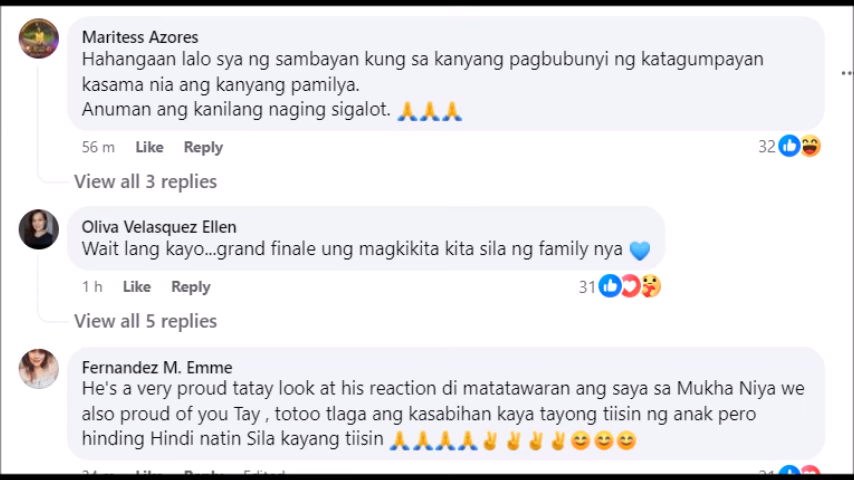 Maritess Azores
Hahangaan lalo sya ng sambayan kung sa kanyang pagbubunyi ng katagumpayan
kasama nia ang kanyang pamilya.
Anuman ang kanilang naging sigalot. 🙏🙏🙏
56 m Like Reply 32
View all 3 replies
Oliva Velasquez Ellen
Wait lang kayo...grand finale ung magkikita kita sila ng family nya 🩵
1 h Like Reply 31
View all 5 replies
Fernandez M. Emme
He's a very proud tatay look at his reaction di matatawaran ang saya sa Mukha Niya we
also proud of you Tay , totoo tlaga ang kasabihan kaya tayong tiisin ng anak pero
hinding Hindi natin Sila kayang tiisin 🙏🙏🙏🙏✌✌✌✌😊😊😊
Like Reply Edited